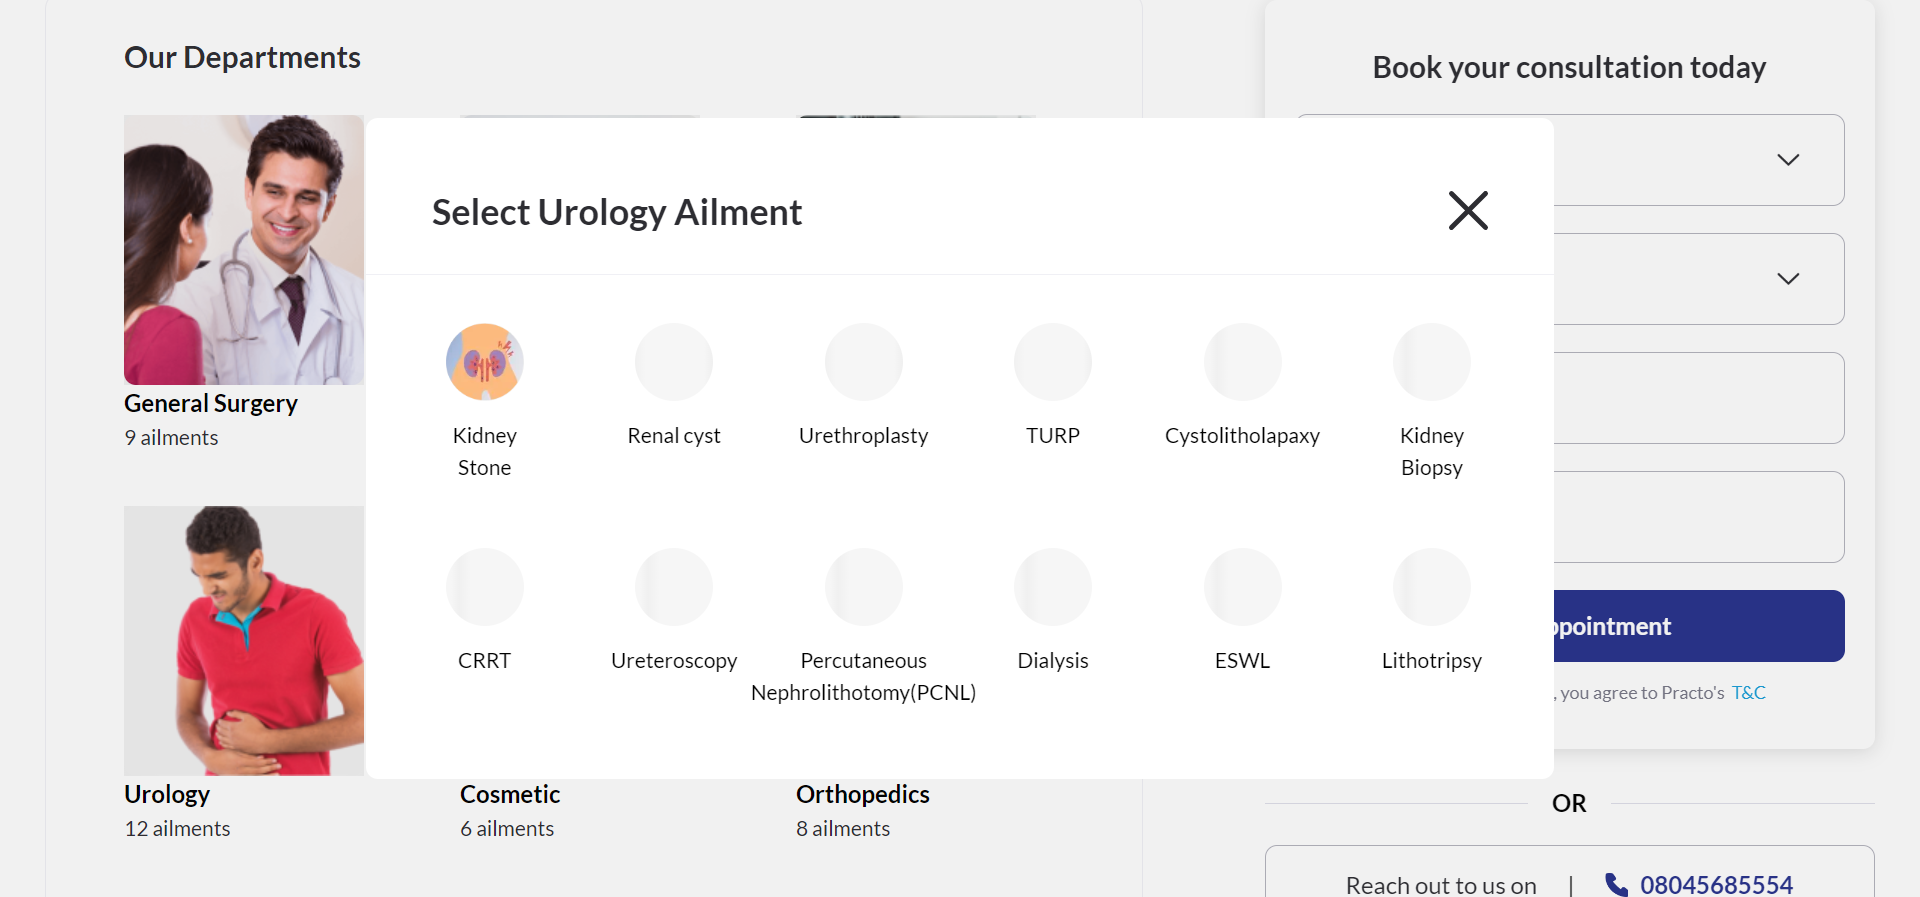 Our Departments
Book your consultation today
General Surgery
9 ailments
Urology
12 ailments
Cosmetic
6 ailments
Orthopedics
8 ailments
Select Urology Ailment
Kidney
Stone
Renal cyst
Urethroplasty
TURP
Cystolitholapaxy
Kidney
Biopsy
CRRT
Ureteroscopy
Percutaneous
Nephrolithotomy(PCNL)
Dialysis
ESWL
Lithotripsy
ppointment
, you agree to Practo's T&C
OR
Reach out to us on | 08045685554